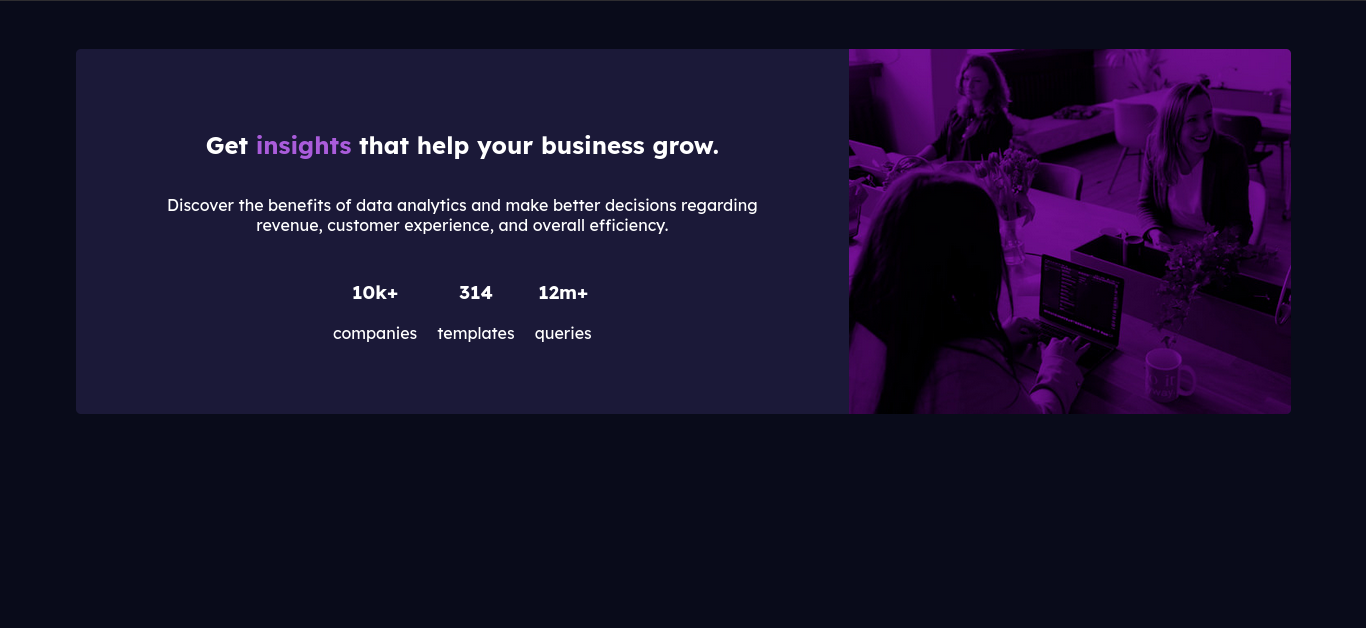 Get insights that help your business grow.
Discover the benefits of data analytics and make better decisions regarding
revenue, customer experience, and overall efficiency.
10k+ 314 12m+
companies templates queries